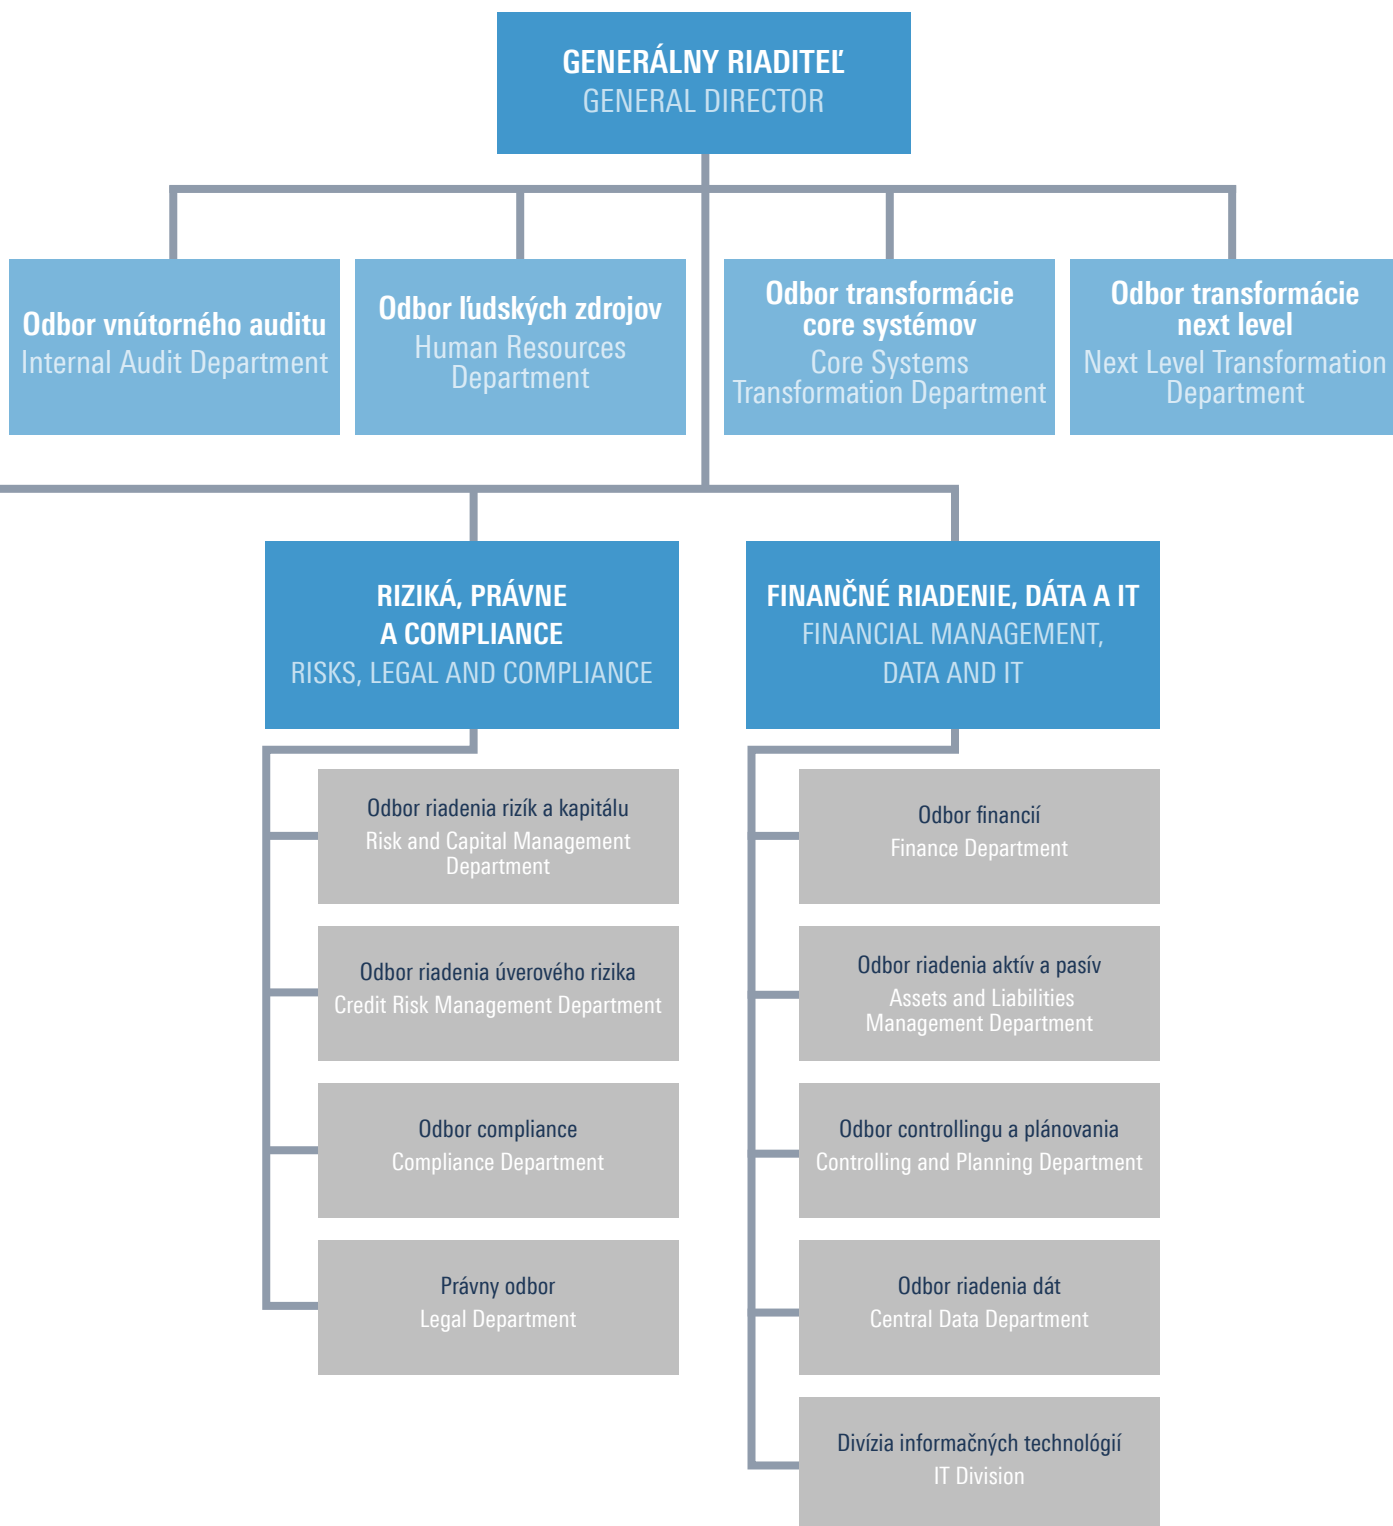 GENERÁLNY RIADITEĽ
GENERAL DIRECTOR
Odbor vnútorného auditu
Internal Audit Department
Odbor ľudských zdrojov
Human Resources
Department
Odbor transformácie
core systémov
Core Systems
Transformation Department
Odbor transformácie
next level
Next Level Transformation
Department
RIZIKÁ, PRÁVNE
A COMPLIANCE
RISKS, LEGAL AND COMPLIANCE
Odbor riadenia rizík a kapitálu
Risk and Capital Management
Department
Odbor riadenia úverového rizika
Credit Risk Management Department
Odbor compliance
Compliance Department
Právny odbor
Legal Department
FINANČNÉ RIADENIE, DÁTA A IT
FINANCIAL MANAGEMENT,
DATA AND IT
Odbor financií
Finance Department
Odbor riadenia aktív a pasív
Assets and Liabilities
Management Department
Odbor controllingu a plánovania
Controlling and Planning Department
Odbor riadenia dát
Central Data Department
Divízia informačných technológií
IT Division